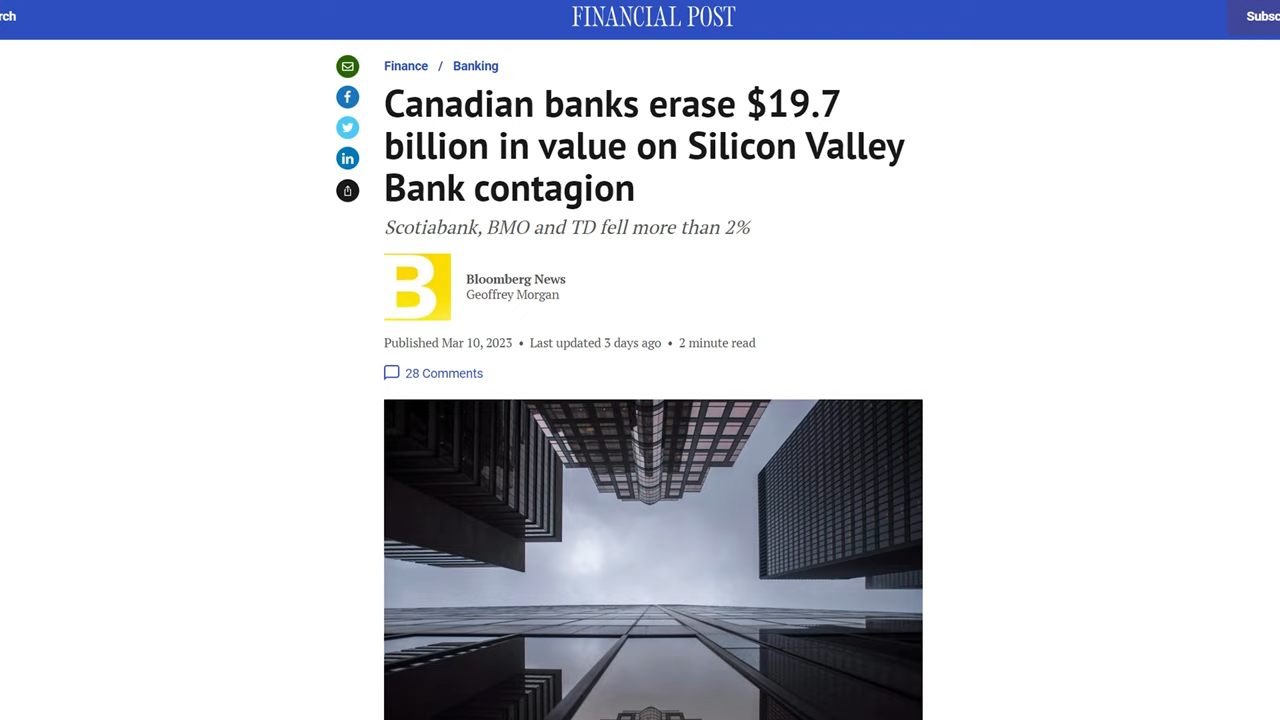 rch
FINANCIAL POST
Subsc
Finance / Banking
Canadian banks erase $19.7
billion in value on Silicon Valley
Bank contagion
Scotiabank, BMO and TD fell more than 2%
B
Bloomberg News
Geoffrey Morgan
Published Mar 10, 2023 • Last updated 3 days ago • 2 minute read
28 Comments